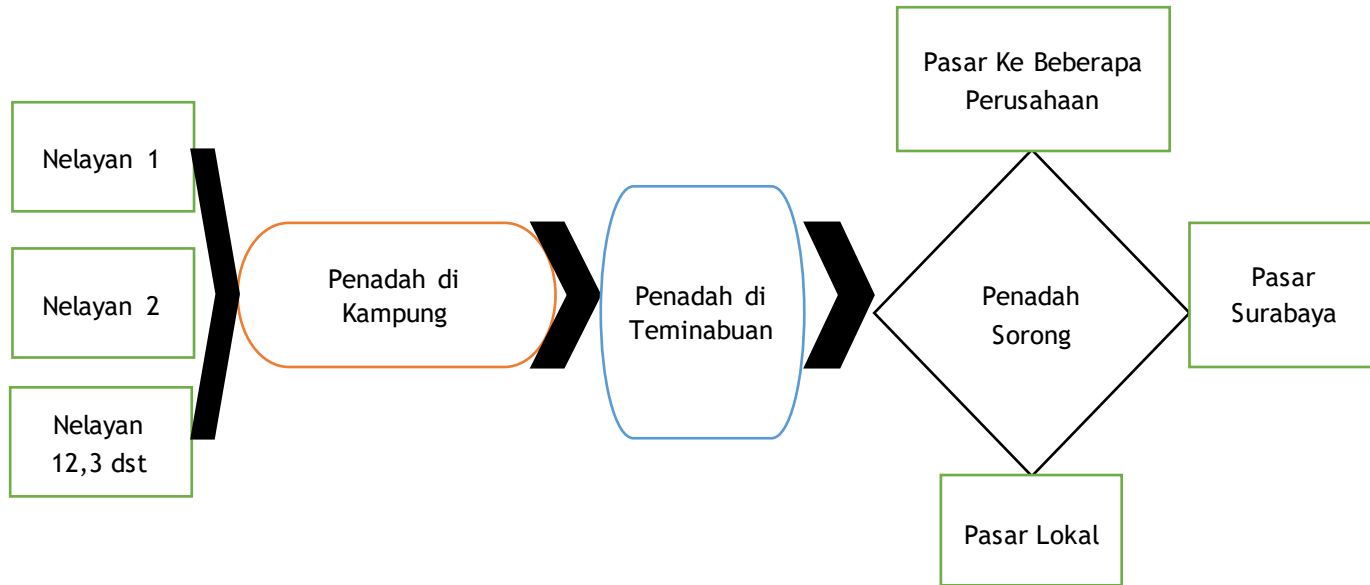 Nelayan 1
Nelayan 2
Nelayan
12,3 dst
Penadah di
Kampung
Penadah di
Teminabuan
Penadah
Sorong
Pasar Ke Beberapa
Perusahaan
Pasar
Surabaya
Pasar Lokal